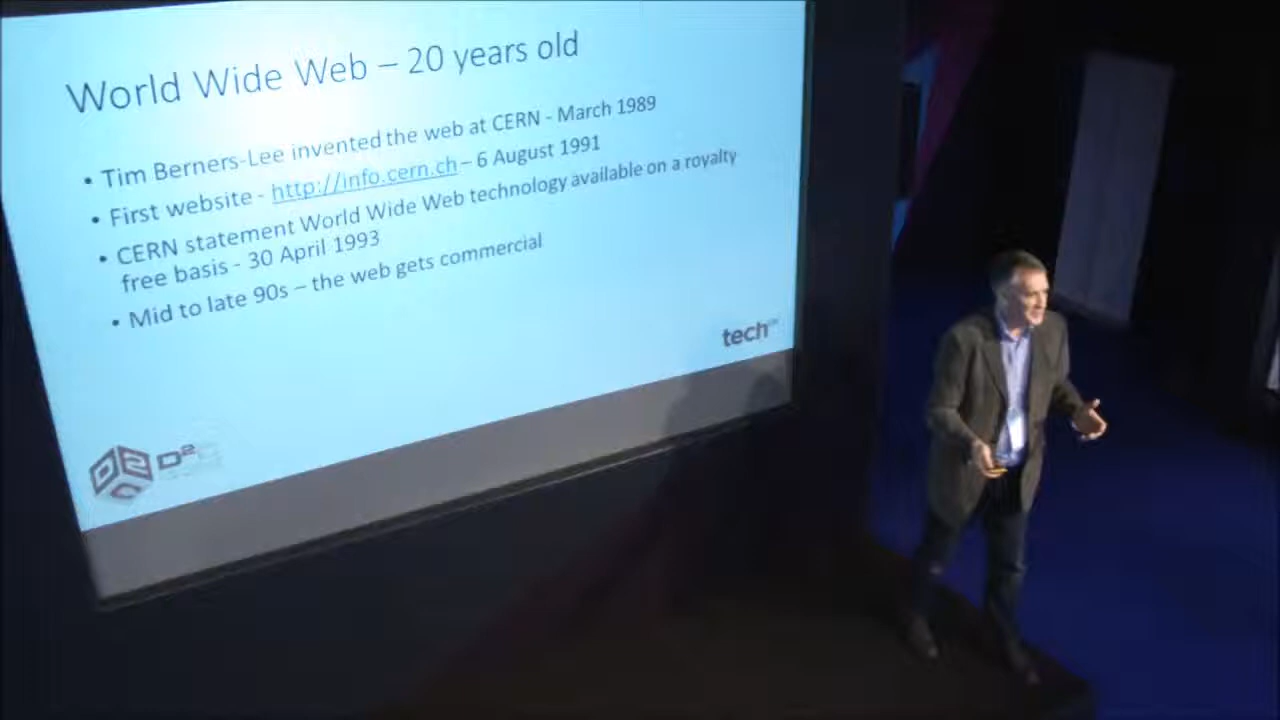 World Wide Web – 20 years old
• Tim Berners-Lee invented the web at CERN - March 1989
• First website - http://info.cern.ch – 6 August 1991
• CERN statement World Wide Web technology available on a royalty
free basis - 30 April 1993
• Mid to late 90s – the web gets commercial
tech
D²